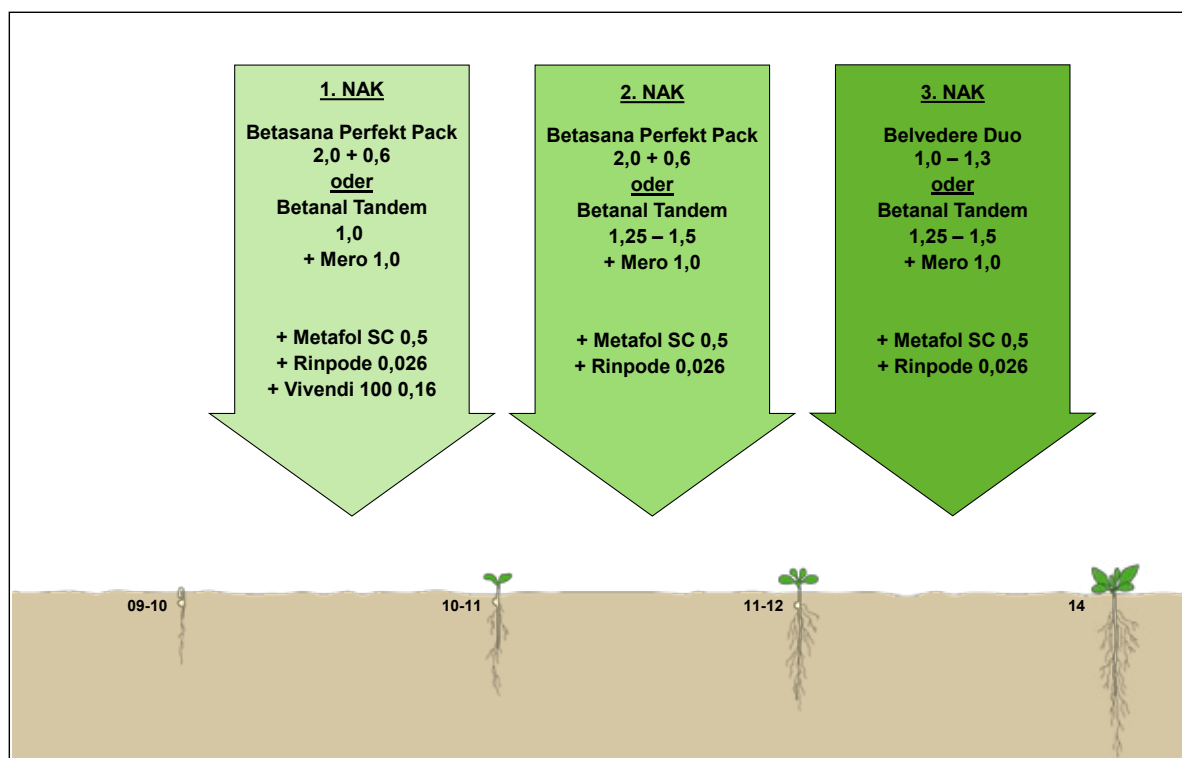 1. NAK
Betasana Perfekt Pack
2,0 + 0,6
oder
Betanal Tandem
1,0
+ Mero 1,0
+ Metafol SC 0,5
+ Rinpode 0,026
+ Vivendi 100 0,16
2. NAK
Betasana Perfekt Pack
2,0 + 0,6
oder
Betanal Tandem
1,25 – 1,5
+ Mero 1,0
+ Metafol SC 0,5
+ Rinpode 0,026
3. NAK
Belvedere Duo
1,0 – 1,3
oder
Betanal Tandem
1,25 – 1,5
+ Mero 1,0
+ Metafol SC 0,5
+ Rinpode 0,026
09-10
10-11
11-12
14